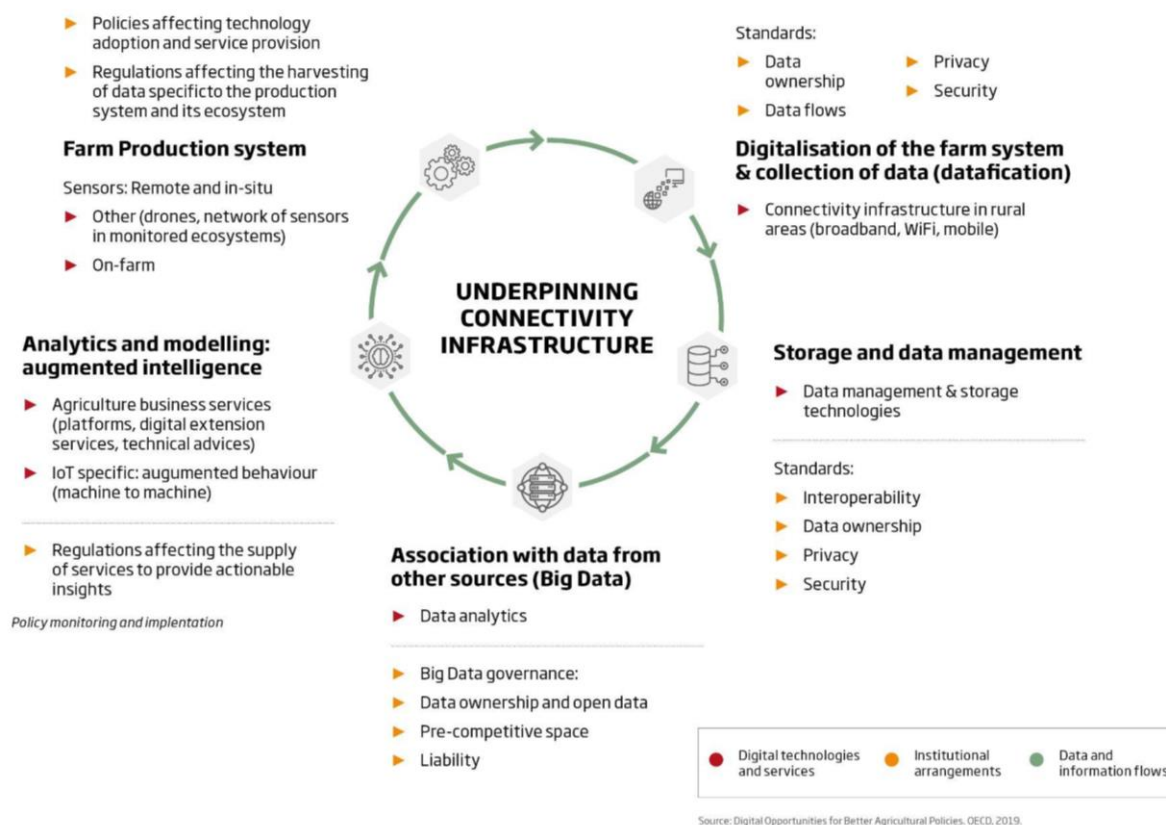 Policies affecting technology
adoption and service provision
Regulations affecting the harvesting
of data specificto the production
system and its ecosystem
Farm Production system
Sensors: Remote and in-situ
Other (drones, network of sensors
in monitored ecosystems)
On-farm
Standards:
Data
ownership
Data flows
Privacy
Security
Digitalisation of the farm system
& collection of data (datafication)
Connectivity infrastructure in rural
areas (broadband, WiFi, mobile)
UNDERPINNING
CONNECTIVITY
INFRASTRUCTURE
Storage and data management
Data management & storage
technologies
Standards:
Interoperability
Data ownership
Privacy
Security
Analytics and modelling:
augmented intelligence
Agriculture business services
(platforms, digital extension
services, technical advices)
IoT specific: augumented behaviour
(machine to machine)
Regulations affecting the supply
of services to provide actionable
insights
Policy monitoring and implentation
Association with data from
other sources (Big Data)
Data analytics
Big Data governance:
Data ownership and open data
Pre-competitive space
Liability
Digital technologies
and services
Institutional
arrangements
Data and
information flows
Source: Digital Opportunities for Better Agricultural Policies. OECD, 2019.